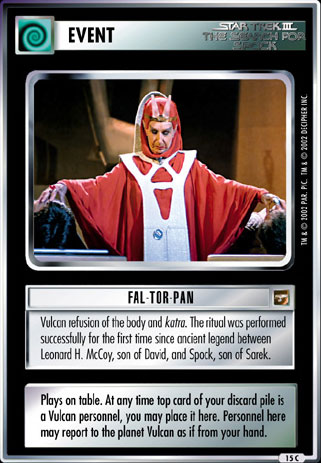 EVENT
STAR TREK III
THE SEARCH FOR
SPOCK
TM & © 2002 PAR. P.C. TM & © 2002 DECIPHER INC.
FAL-TOR-PAN
Vulcan refusion of the body and katra. The ritual was performed
successfully for the first time since ancient legend between
Leonard H. McCoy, son of David, and Spock, son of Sarek.
Plays on table. At any time top card of your discard pile is
a Vulcan personnel, you may place it here. Personnel here
may report to the planet Vulcan as if from your hand.
15 C